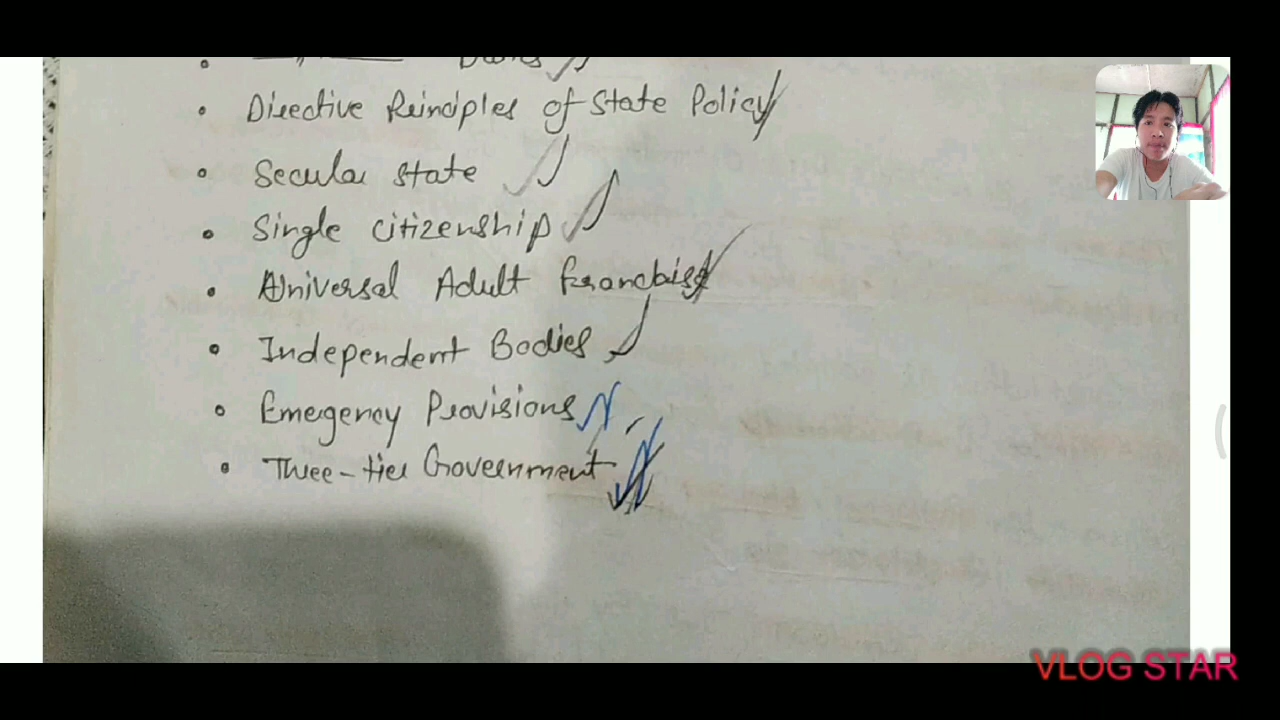 Duties
• Directive Principles of State Policy
• Secular State
• Single citizenship
• Universal Adult Franchise
• Independent Bodies
• Emergency Provisions
• Three-tier Government
VLOG STAR